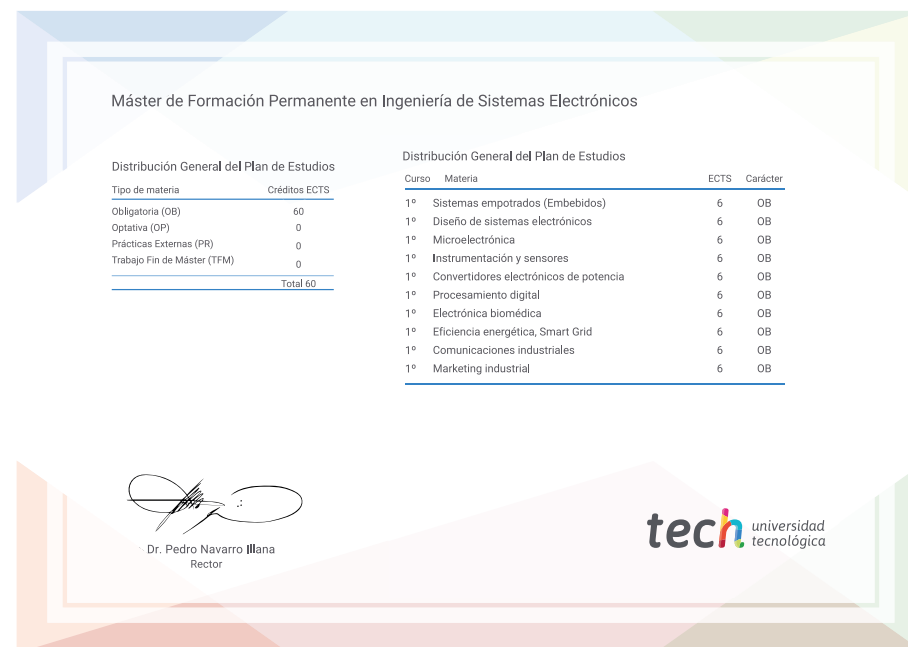 Máster de Formación Permanente en Ingeniería de Sistemas Electrónicos
Distribución General del Plan de Estudios
Tipo de materia Créditos ECTS
Obligatoria (OB) 60
Optativa (OP) 0
Prácticas Externas (PR) 0
Trabajo Fin de Máster (TFM) 0
Total 60
Distribución General del Plan de Estudios
Curso Materia ECTS Carácter
1º Sistemas empotrados (Embebidos) 6 OB
1º Diseño de sistemas electrónicos 6 OB
1º Microelectrónica 6 OB
1º Instrumentación y sensores 6 OB
1º Convertidores electrónicos de potencia 6 OB
1º Procesamiento digital 6 OB
1º Electrónica biomédica 6 OB
1º Eficiencia energética, Smart Grid 6 OB
1º Comunicaciones industriales 6 OB
1º Marketing industrial 6 OB
Dr. Pedro Navarro Illana
Rector
tech universidad
tecnológica